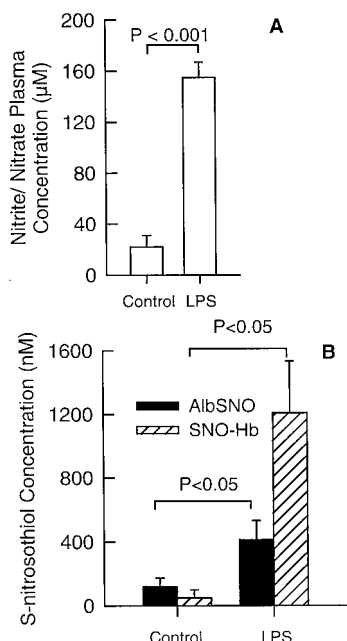 A
P < 0.001
Nitrite/ Nitrate Plasma
Concentration (µM)
200
160
120
80
40
0
Control LPS
P<0.05
B
S-nitrosothiol Concentration (nM)
1600
1200
800
400
0
AlbSNO
SNO-Hb
P<0.05
Control LPS